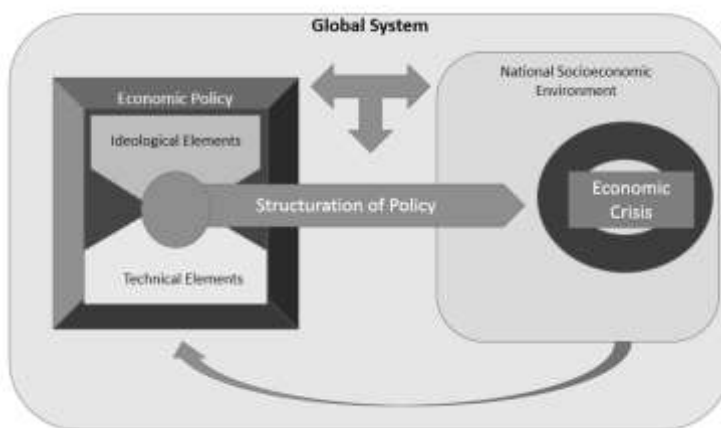 Global System
National Socioeconomic
Environment
Economic Policy
Ideological Elements
Structuration of Policy
Economic
Crisis
Technical Elements